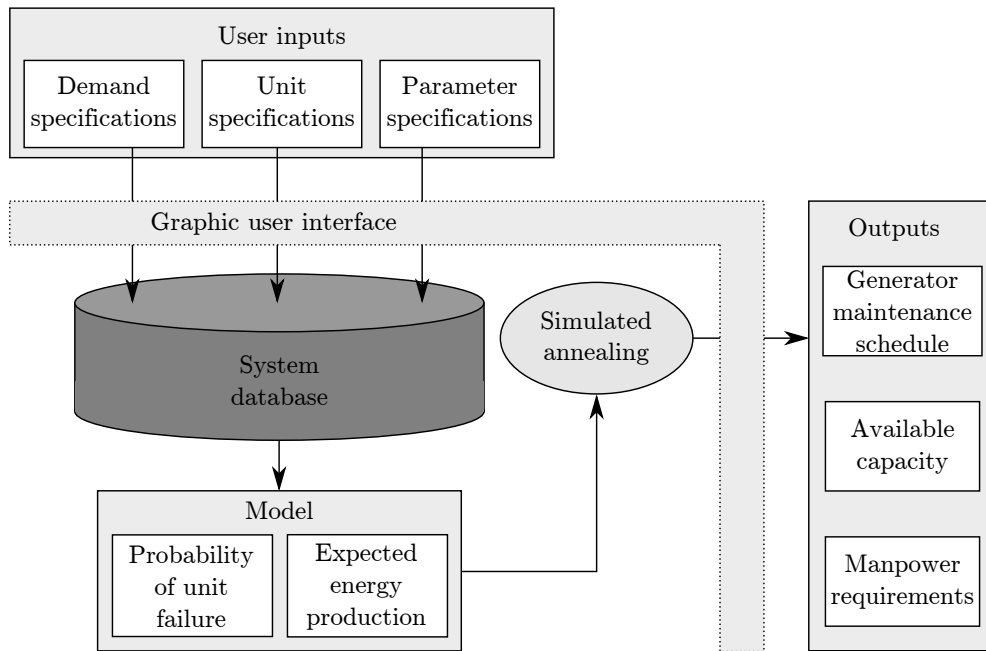 User inputs
Demand
specifications
Unit
specifications
Parameter
specifications
Graphic user interface
System
database
Simulated
annealing
Model
Probability
of unit
failure
Expected
energy
production
Outputs
Generator
maintenance
schedule
Available
capacity
Manpower
requirements